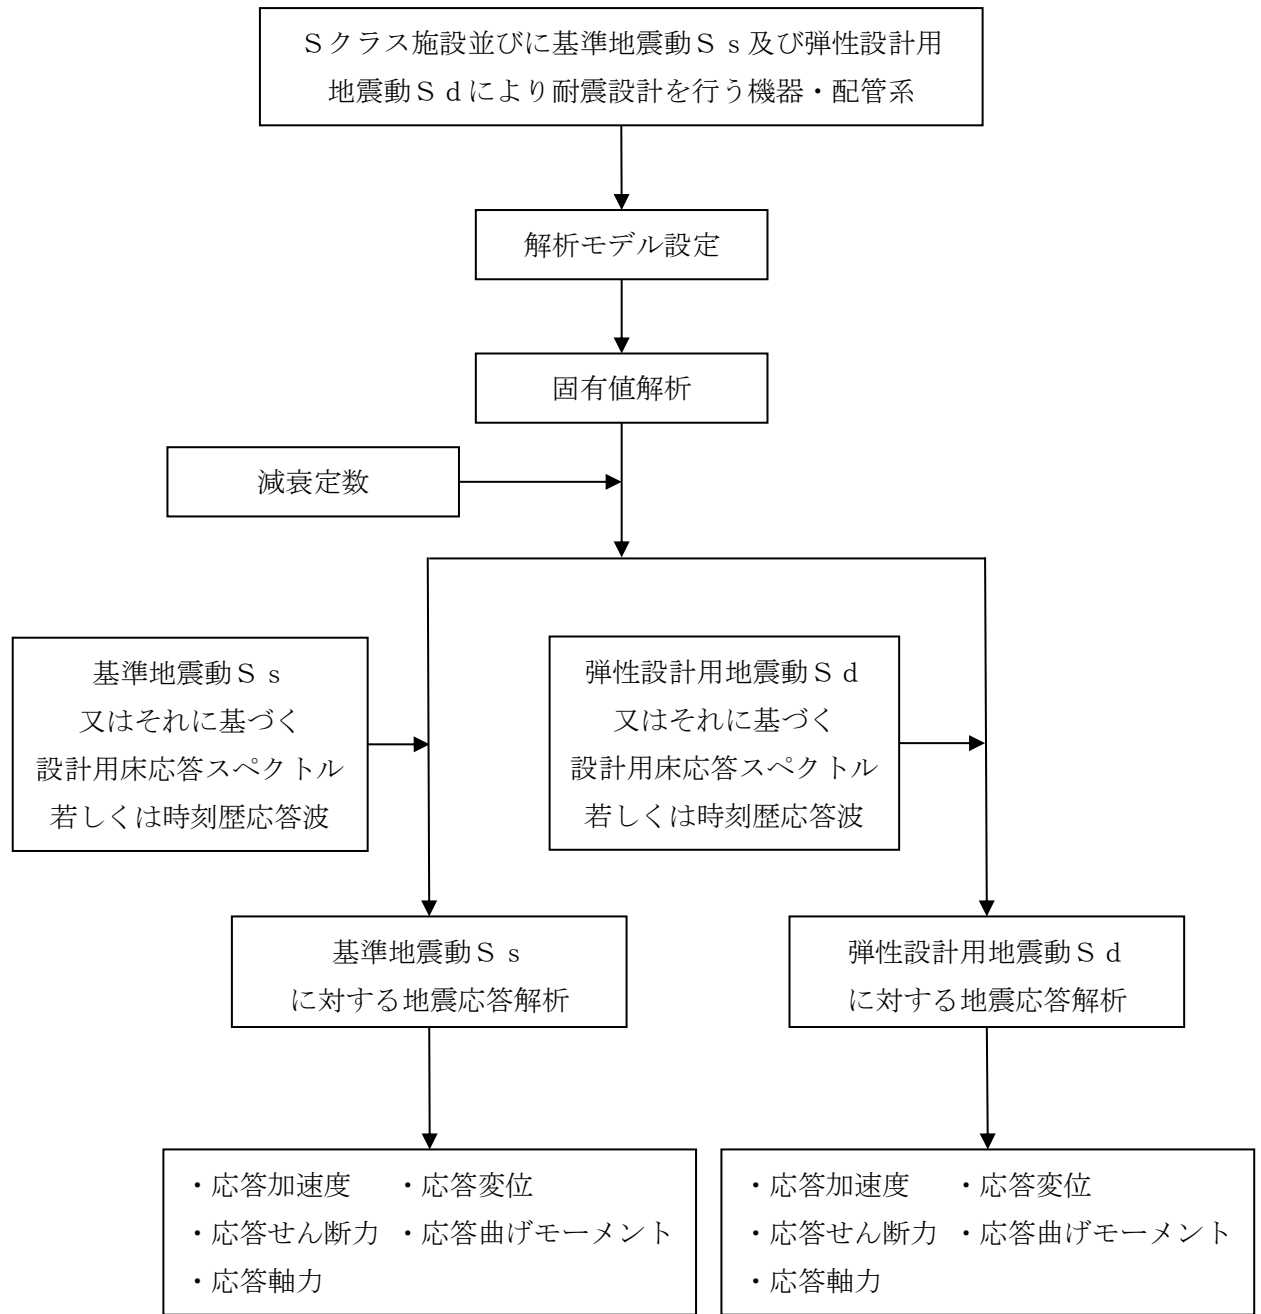 Ｓクラス施設並びに基準地震動Ｓｓ及び弾性設計用
地震動Ｓｄにより耐震設計を行う機器・配管系
解析モデル設定
固有値解析
減衰定数
基準地震動Ｓｓ
又はそれに基づく
設計用床応答スペクトル
若しくは時刻歴応答波
弾性設計用地震動Ｓｄ
又はそれに基づく
設計用床応答スペクトル
若しくは時刻歴応答波
基準地震動Ｓｓ
に対する地震応答解析
弾性設計用地震動Ｓｄ
に対する地震応答解析
・応答加速度　・応答変位
・応答せん断力　・応答曲げモーメント
・応答軸力
・応答加速度　・応答変位
・応答せん断力　・応答曲げモーメント
・応答軸力